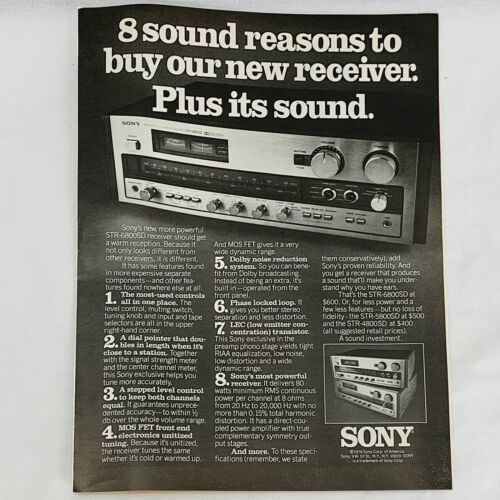 8 sound reasons to
buy our new receiver.
Plus its sound.
SONY
Sony's new, more powerful
STR-6800SD receiver should get
a warm reception. Because it
not only looks different from
other receivers, it is different.
It has some features found
in more expensive separate
components—and other fea-
tures found nowhere else at all.
1. The most-used controls
all in one place. The
level control, muting switch,
tuning knob and input and tape
selectors are all in the upper
right-hand corner.
2. A dial pointer that dou-
bles in length when it's
close to a station. Together
with the signal strength meter
and the center channel meter,
this Sony exclusive helps you
tune more accurately.
3. A stepped level control
to keep both channels
equal. It guarantees unprece-
dented accuracy—to within ½
db over the whole volume range.
4. MOS FET front end
electronics unitized
tuning. Because it's unitized,
the receiver tunes the same
whether it's cold or warmed up.
And MOS FET gives it a very
wide dynamic range.
5. Dolby noise reduction
system. So you can bene-
fit from Dolby broadcasting.
Instead of being an extra, it's
built in—operated from the
front panel.
6. Phase locked loop. It
gives you better stereo
separation and less distortion.
7. LEC (low emitter con-
centration) transistor.
This Sony exclusive in the
preamp phono stage yields tight
RIAA equalization, low noise,
low distortion and a wide
dynamic range.
8. Sony's most powerful
receiver. It delivers 80
watts minimum RMS continuous
power per channel at 8 ohms
from 20 Hz to 20,000 Hz with no
more than 0.15% total harmonic
distortion. It has a direct-cou-
pled power amplifier with true
complementary symmetry out-
put stages.
And more. To these speci-
fications (remember, we state
them conservatively), add
Sony's proven reliability. And
you get a receiver that produces
a sound that'll make you under-
stand why you have ears.
That's the STR-6800SD at
$600. Or, for less power and a
few less features—but no loss of
fidelity—the STR-5800SD at $500
and the STR-4800SD at $400
(all suggested retail prices).
A sound investment.
SONY
©1976 Sony Corp. of America.
Sony, 9 W. 57 St., N.Y., N.Y. 10019. SONY
is a trademark of Sony Corp.